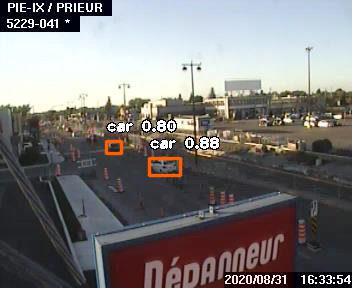 PIE-IX / PRIEUR
5229-041 *
car 0.80
car 0.88
DÉPANNEUR
2020/08/31 16:33:54